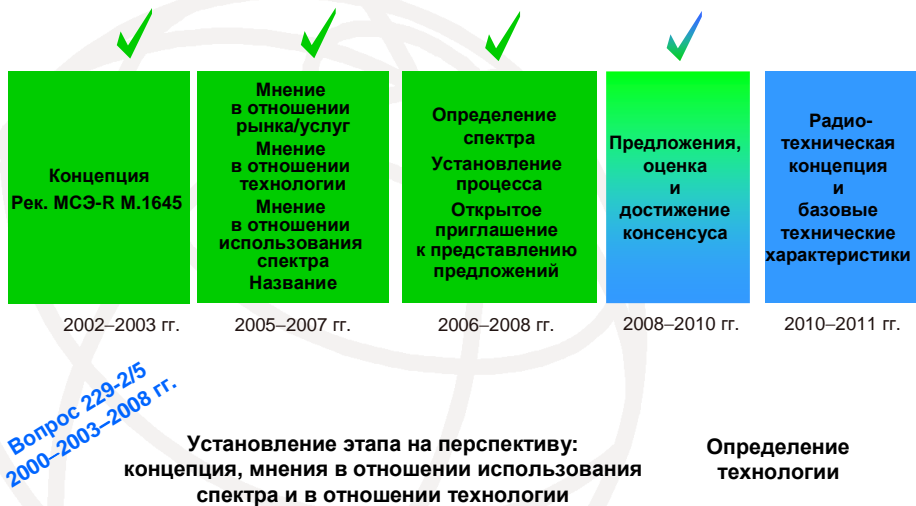 Концепция
Рек. МСЭ-R M.1645
Мнение
в отношении
рынка/услуг
Мнение
в отношении
технологии
Мнение
в отношении
использования
спектра
Название
Определение
спектра
Установление
процесса
Открытое
приглашение
к представлению
предложений
Предложения,
оценка
и
достижение
консенсуса
Радио-
техническая
концепция
и
базовые
технические
характеристики
2002–2003 гг.
2005–2007 гг.
2006–2008 гг.
2008–2010 гг.
2010–2011 гг.
Вопрос 229-2/5
2000–2003–2008 гг.
Установление этапа на перспективу:
концепция, мнения в отношении использования
спектра и в отношении технологии
Определение
технологии